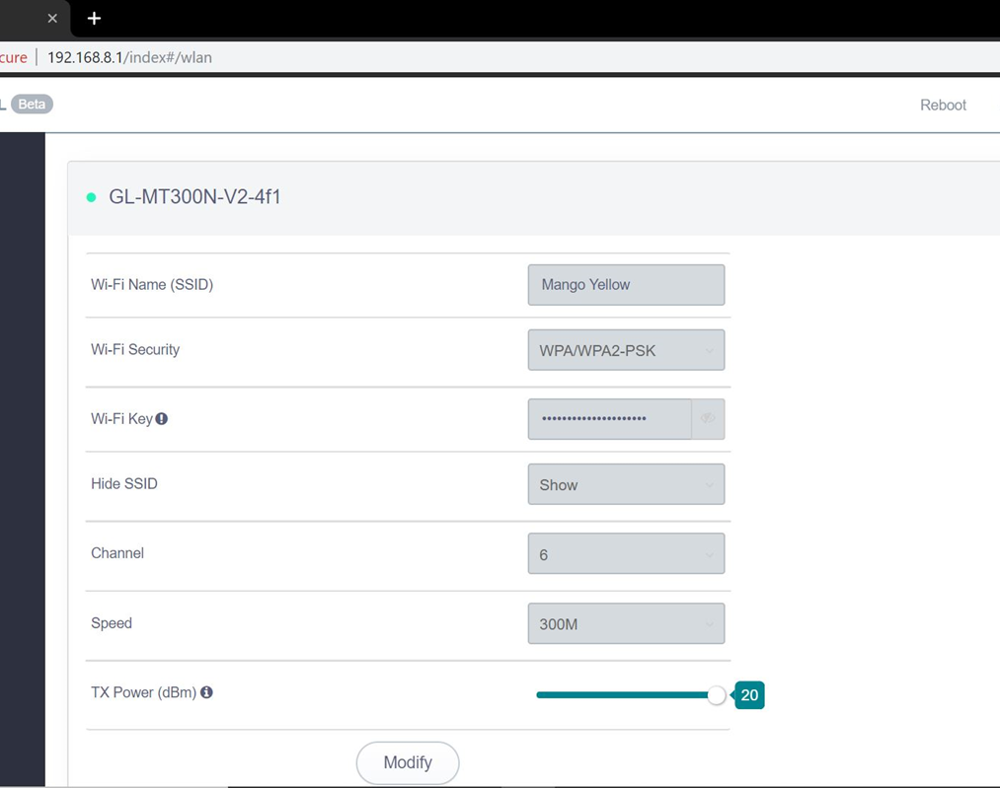 cure | 192.168.8.1/index#/wlan
L Beta
Reboot
GL-MT300N-V2-4f1
Wi-Fi Name (SSID) Mango Yellow
Wi-Fi Security WPA/WPA2-PSK
Wi-Fi Key
Hide SSID Show
Channel 6
Speed 300M
TX Power (dBm) 20
Modify